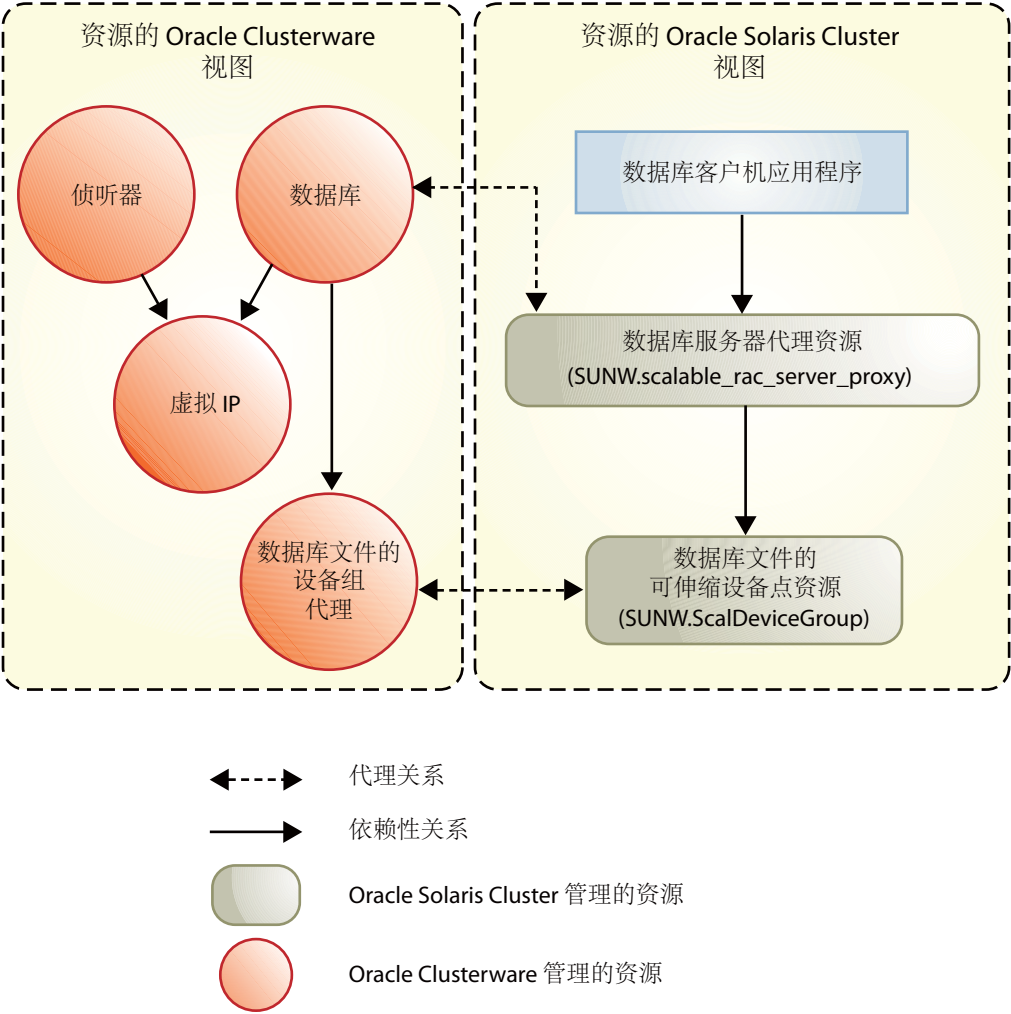 资源的 Oracle Clusterware
视图
侦听器
数据库
虚拟 IP
数据库文件的
设备组
代理
资源的 Oracle Solaris Cluster
视图
数据库客户机应用程序
数据库服务器代理资源
(SUNW.scalable_rac_server_proxy)
数据库文件的
可伸缩设备点资源
(SUNW.ScalDeviceGroup)
代理关系
依赖性关系
Oracle Solaris Cluster 管理的资源
Oracle Clusterware 管理的资源